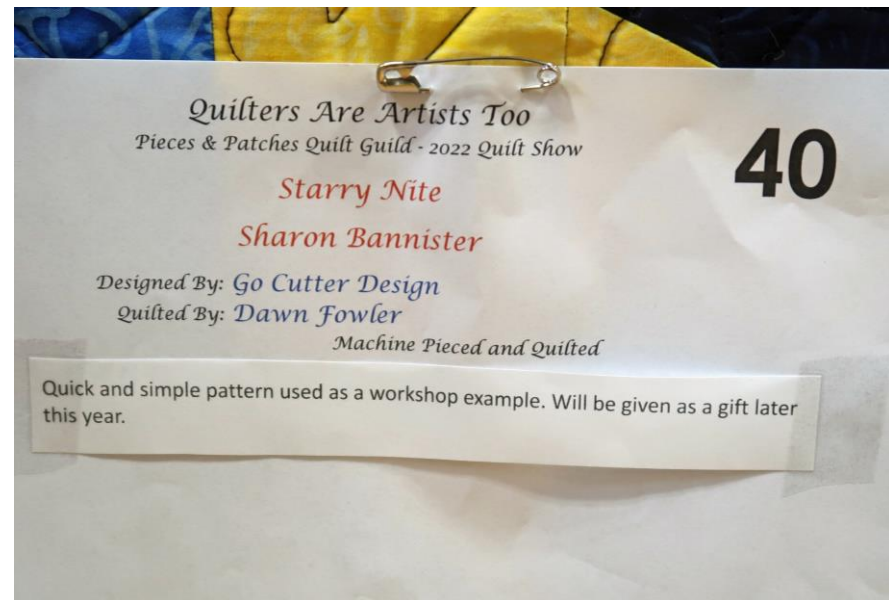 Quilters Are Artists Too
Pieces & Patches Quilt Guild - 2022 Quilt Show
40
Starry Nite
Sharon Bannister
Designed By: Go Cutter Design
Quilted By: Dawn Fowler
Machine Pieced and Quilted
Quick and simple pattern used as a workshop example. Will be given as a gift later
this year.